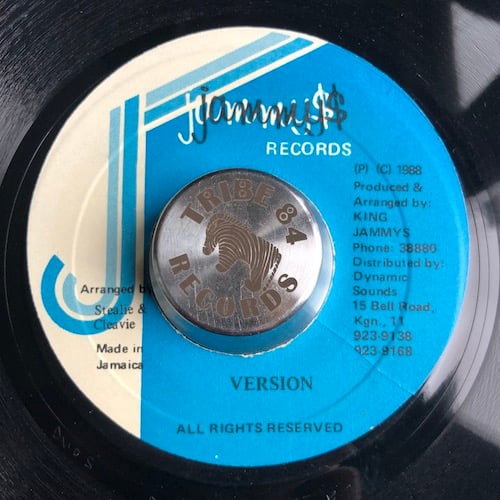 jammy$
RECORDS
(P) (C) 1988
Produced &
Arranged by:
KING
JAMMYS
Phone: 38880
Distributed by:
Dynamic
Sounds
15 Bell Road,
Kgn., 11
923-9138
923-9168
TRIBE 84
RECORDS
Arranged by
Stealie &
Cleavie
Made in
Jamaica
VERSION
ALL RIGHTS RESERVED